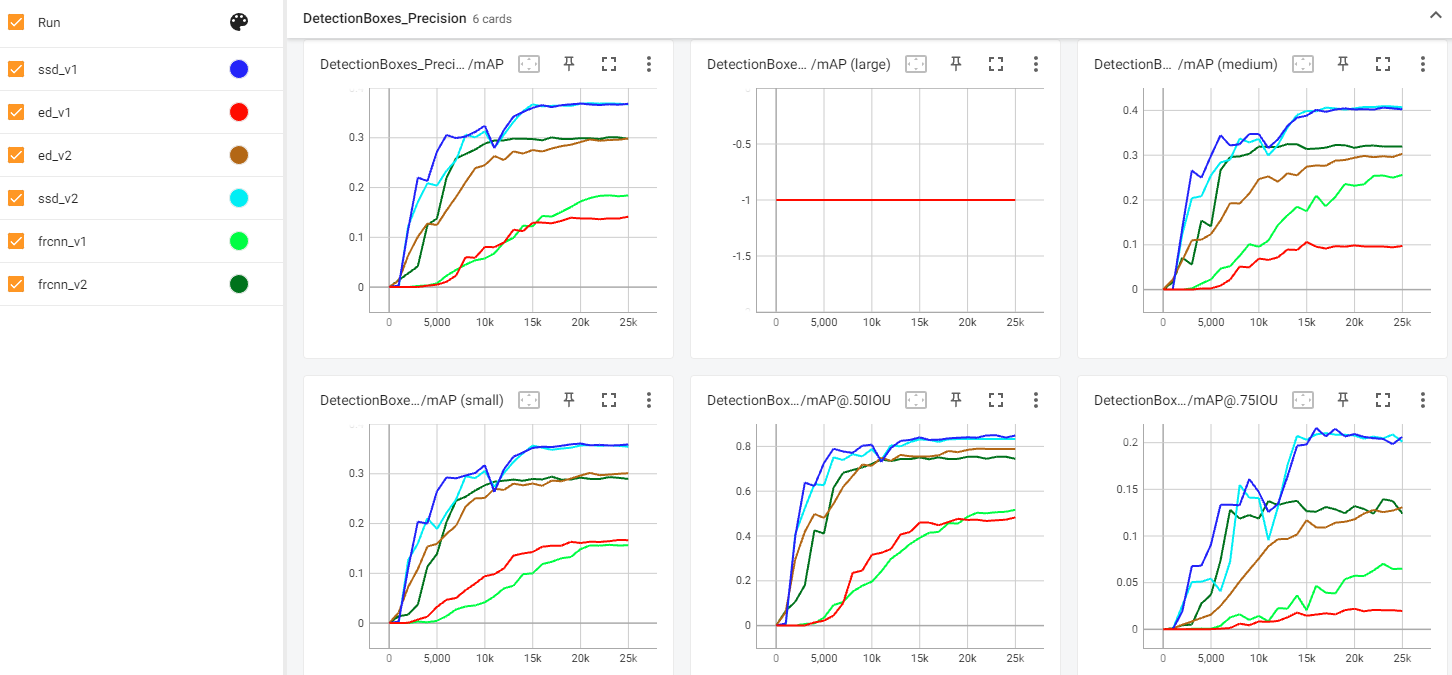 Run
ssd_v1
ed_v1
ed_v2
ssd_v2
frcnn_v1
frcnn_v2
DetectionBoxes_Precision 6 cards
DetectionBoxes_Preci... /mAP
0.3
0.2
0.1
0
0 5,000 10k 15k 20k 25k
DetectionBoxe... /mAP (large)
-0.5
-1
-1.5
0 5,000 10k 15k 20k 25k
DetectionB... /mAP (medium)
0.4
0.3
0.2
0.1
0
0 5,000 10k 15k 20k 25k
DetectionBoxe.../mAP (small)
0.3
0.2
0.1
0
0 5,000 10k 15k 20k 25k
DetectionBox.../mAP@.50IOU
0.8
0.6
0.4
0.2
0
0 5,000 10k 15k 20k 25k
DetectionBox.../mAP@.75IOU
0.2
0.15
0.1
0.05
0
0 5,000 10k 15k 20k 25k